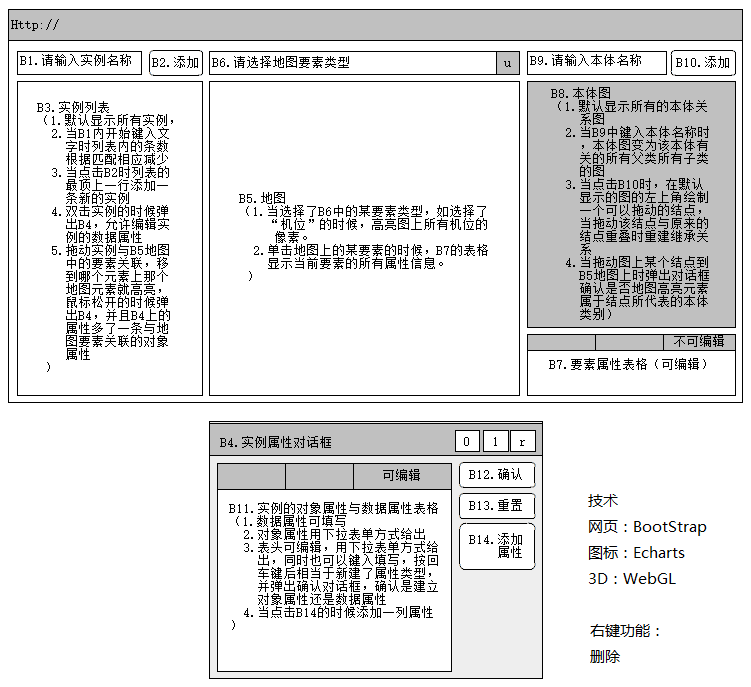 Http://
B1.请输入实例名称
B2.添加
B6.请选择地图要素类型
u
B9.请输入本体名称
B10.添加
B3.实例列表
(1.默认显示所有实例，
2.当B1内开始键入文
字时列表内的条数
根据匹配相应减少
3.当点击B2时列表的
最顶上一行添加一
条新的实例
4.双击实例的时候弹
出B4，允许编辑实
例的数据属性
5.拖动实例与B5地图
中的要素关联，移
到哪个元素上那个
地图元素就高亮，
鼠标松开的时候弹
出B4，并且B4上的
属性多了一条与地
图要素关联的对象
属性
)
B5.地图
(1.当选择了B6中的某要素类型，如选择了
“机位”的时候，高亮图上所有机位的
像素。
2.单击地图上的某要素的时候，B7的表格
显示当前要素的所有属性信息。
)
B8.本体图
(1.默认显示所有的本体关
系图
2.当B9中键入本体名称时
，本体图变为该本体有
关的所有父类所有子类
的图
3.当点击B10时，在默认
显示的图的左上角绘制
一个可以拖动的结点，
当拖动该结点与原来的
结点重叠时重建继承关
系
4.当拖动图上某个结点到
B5地图上时弹出对话框
确认是否地图高亮元素
属于结点所代表的本体
类别)
不可编辑
B7.要素属性表格（可编辑）
B4.实例属性对话框
0
1
r
可编辑
B12.确认
B13.重置
B14.添加
属性
B11.实例的对象属性与数据属性表格
(1.数据属性可填写
2.对象属性用下拉表单方式给出
3.表头可编辑，用下拉表单方式给
出，同时也可以键入填写，按回
车键后相当于新建了属性类型，
并弹出确认对话框，确认是建立
对象属性还是数据属性
4.当点击B14的时候添加一列属性
)
技术
网页：BootStrap
图标：Echarts
3D：WebGL
右键功能：
删除